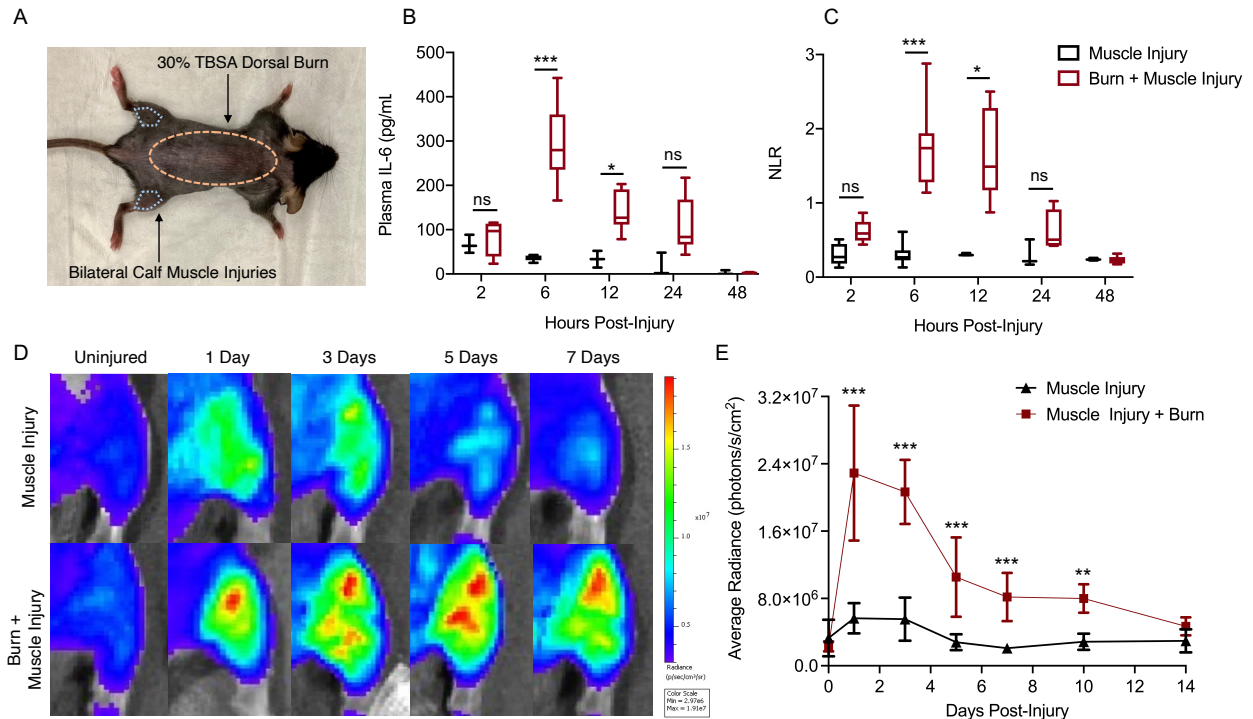 A
30% TBSA Dorsal Burn
Bilateral Calf Muscle Injuries
B
Plasma IL-6 (pg/mL)
500
400
300
200
100
0
ns
***
*
ns
2 6 12 24 48
Hours Post-Injury
C
NLR
3
2
1
0
ns
***
*
ns
2 6 12 24 48
Hours Post-Injury
Muscle Injury
Burn + Muscle Injury
D
Uninjured 1 Day 3 Days 5 Days 7 Days
Muscle Injury
Burn +
Muscle Injury
1.5
x10⁷
1.0
0.5
Radiance
(p/sec/cm²/sr)
Color Scale
Min = 2.97e6
Max = 1.91e7
E
Average Radiance (photons/s/cm²)
3.2×10⁷
2.4×10⁷
1.6×10⁷
8.0×10⁶
0.0
***
***
***
***
**
0 2 4 6 8 10 12 14
Days Post-Injury
Muscle Injury
Muscle Injury + Burn